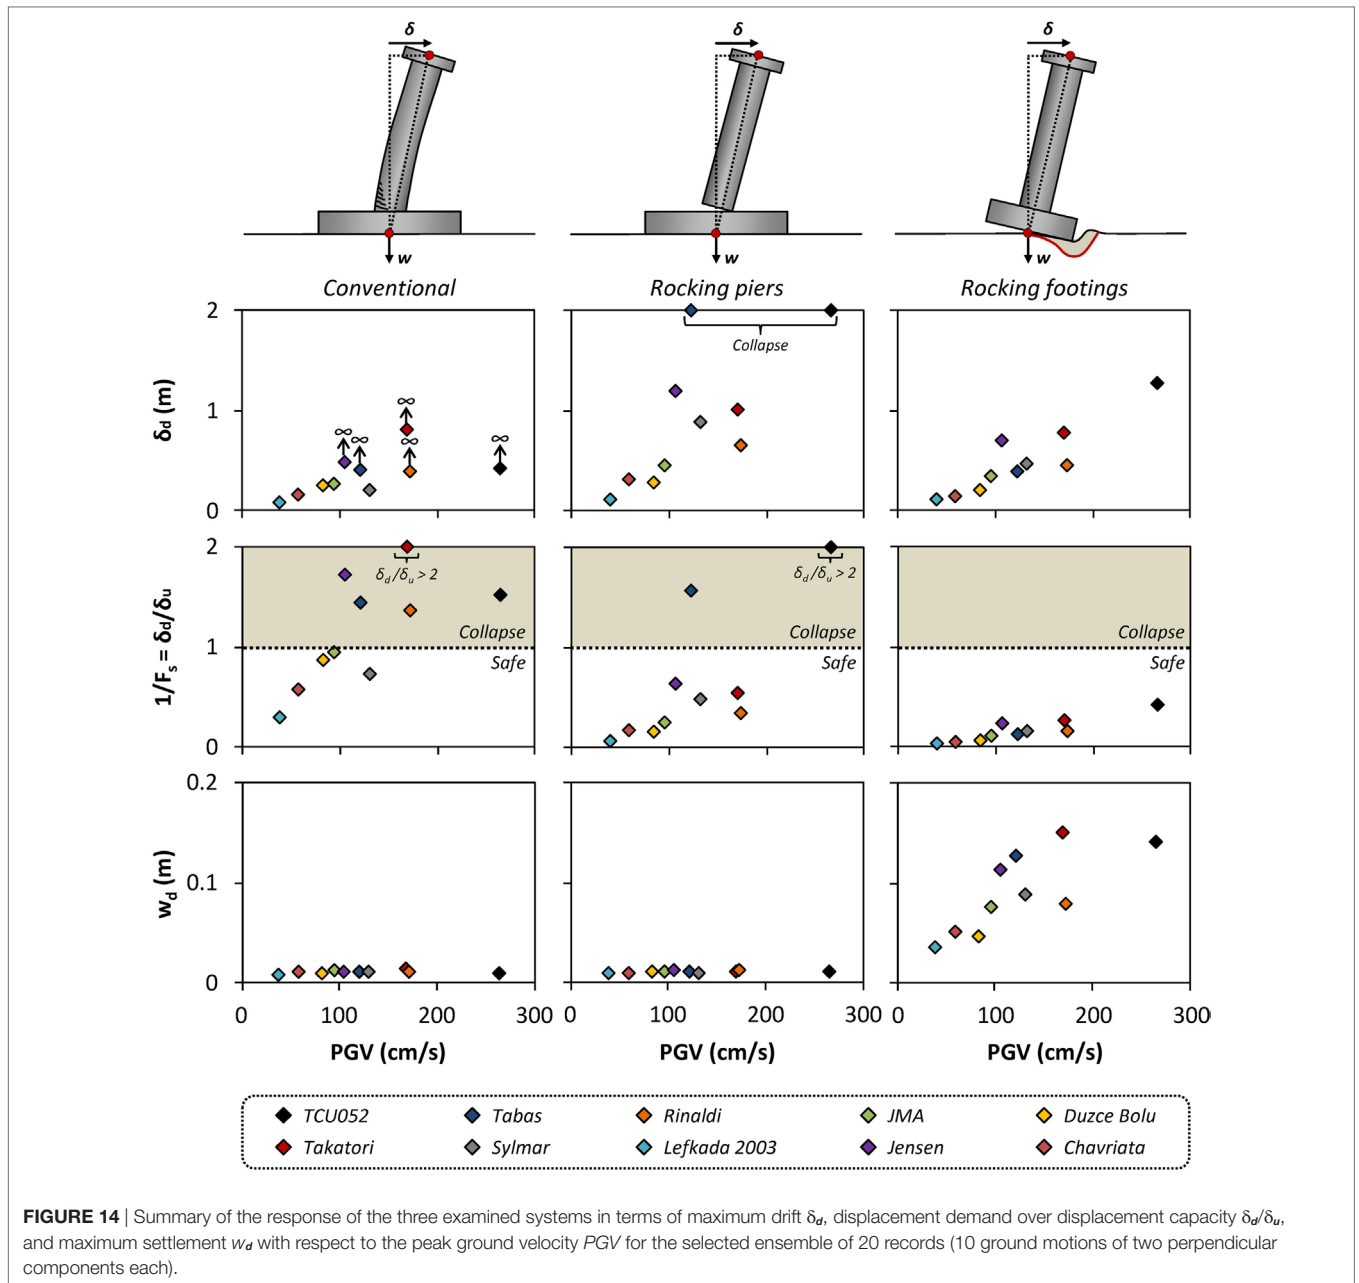 δ
δ
δ
w
w
w
Conventional
Rocking piers
Rocking footings
δd (m)
2
1
0
∞
∞
∞
∞
∞
Collapse
1/Fs = δd/δu
2
1
0
δd/δu > 2
Collapse
Safe
δd/δu > 2
Collapse
Safe
Collapse
Safe
wd (m)
0.2
0.1
0
0 100 200 300
0 100 200 300
0 100 200 300
PGV (cm/s)
PGV (cm/s)
PGV (cm/s)
TCU052 Tabas Rinaldi JMA Duzce Bolu
Takatori Sylmar Lefkada 2003 Jensen Chavriata
FIGURE 14 | Summary of the response of the three examined systems in terms of maximum drift δd, displacement demand over displacement capacity δd/δu,
and maximum settlement wd with respect to the peak ground velocity PGV for the selected ensemble of 20 records (10 ground motions of two perpendicular
components each).